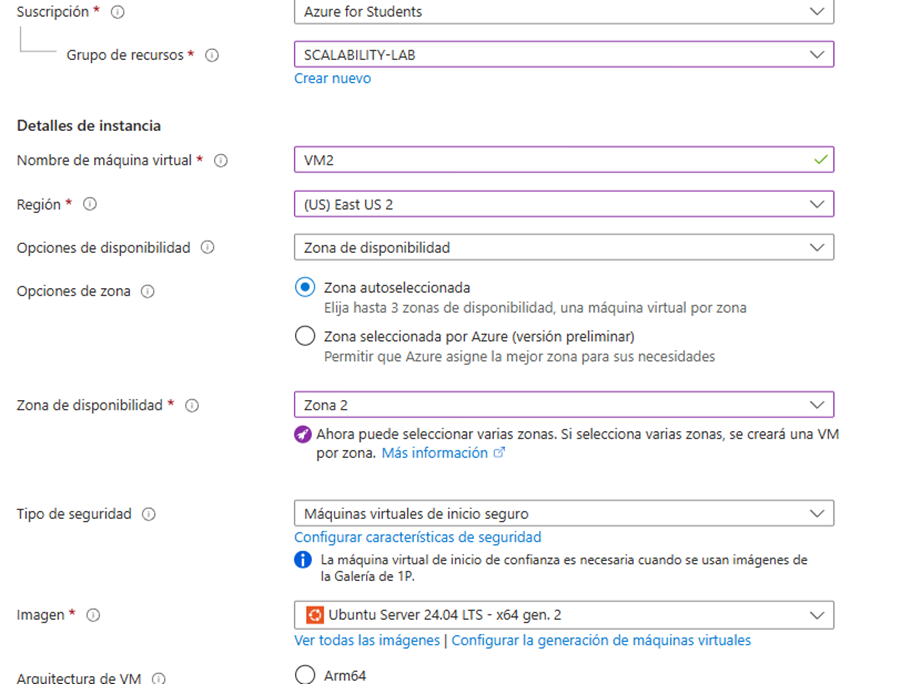 Suscripción * Azure for Students
Grupo de recursos * SCALABILITY-LAB
Crear nuevo
Detalles de instancia
Nombre de máquina virtual * VM2
Región * (US) East US 2
Opciones de disponibilidad Zona de disponibilidad
Opciones de zona Zona autoseleccionada
Elija hasta 3 zonas de disponibilidad, una máquina virtual por zona
Zona seleccionada por Azure (versión preliminar)
Permitir que Azure asigne la mejor zona para sus necesidades
Zona de disponibilidad * Zona 2
Ahora puede seleccionar varias zonas. Si selecciona varias zonas, se creará una VM
por zona. Más información
Tipo de seguridad Máquinas virtuales de inicio seguro
Configurar características de seguridad
La máquina virtual de inicio de confianza es necesaria cuando se usan imágenes de
la Galería de 1P.
Imagen * Ubuntu Server 24.04 LTS - x64 gen. 2
Ver todas las imágenes | Configurar la generación de máquinas virtuales
Arquitectura de VM Arm64